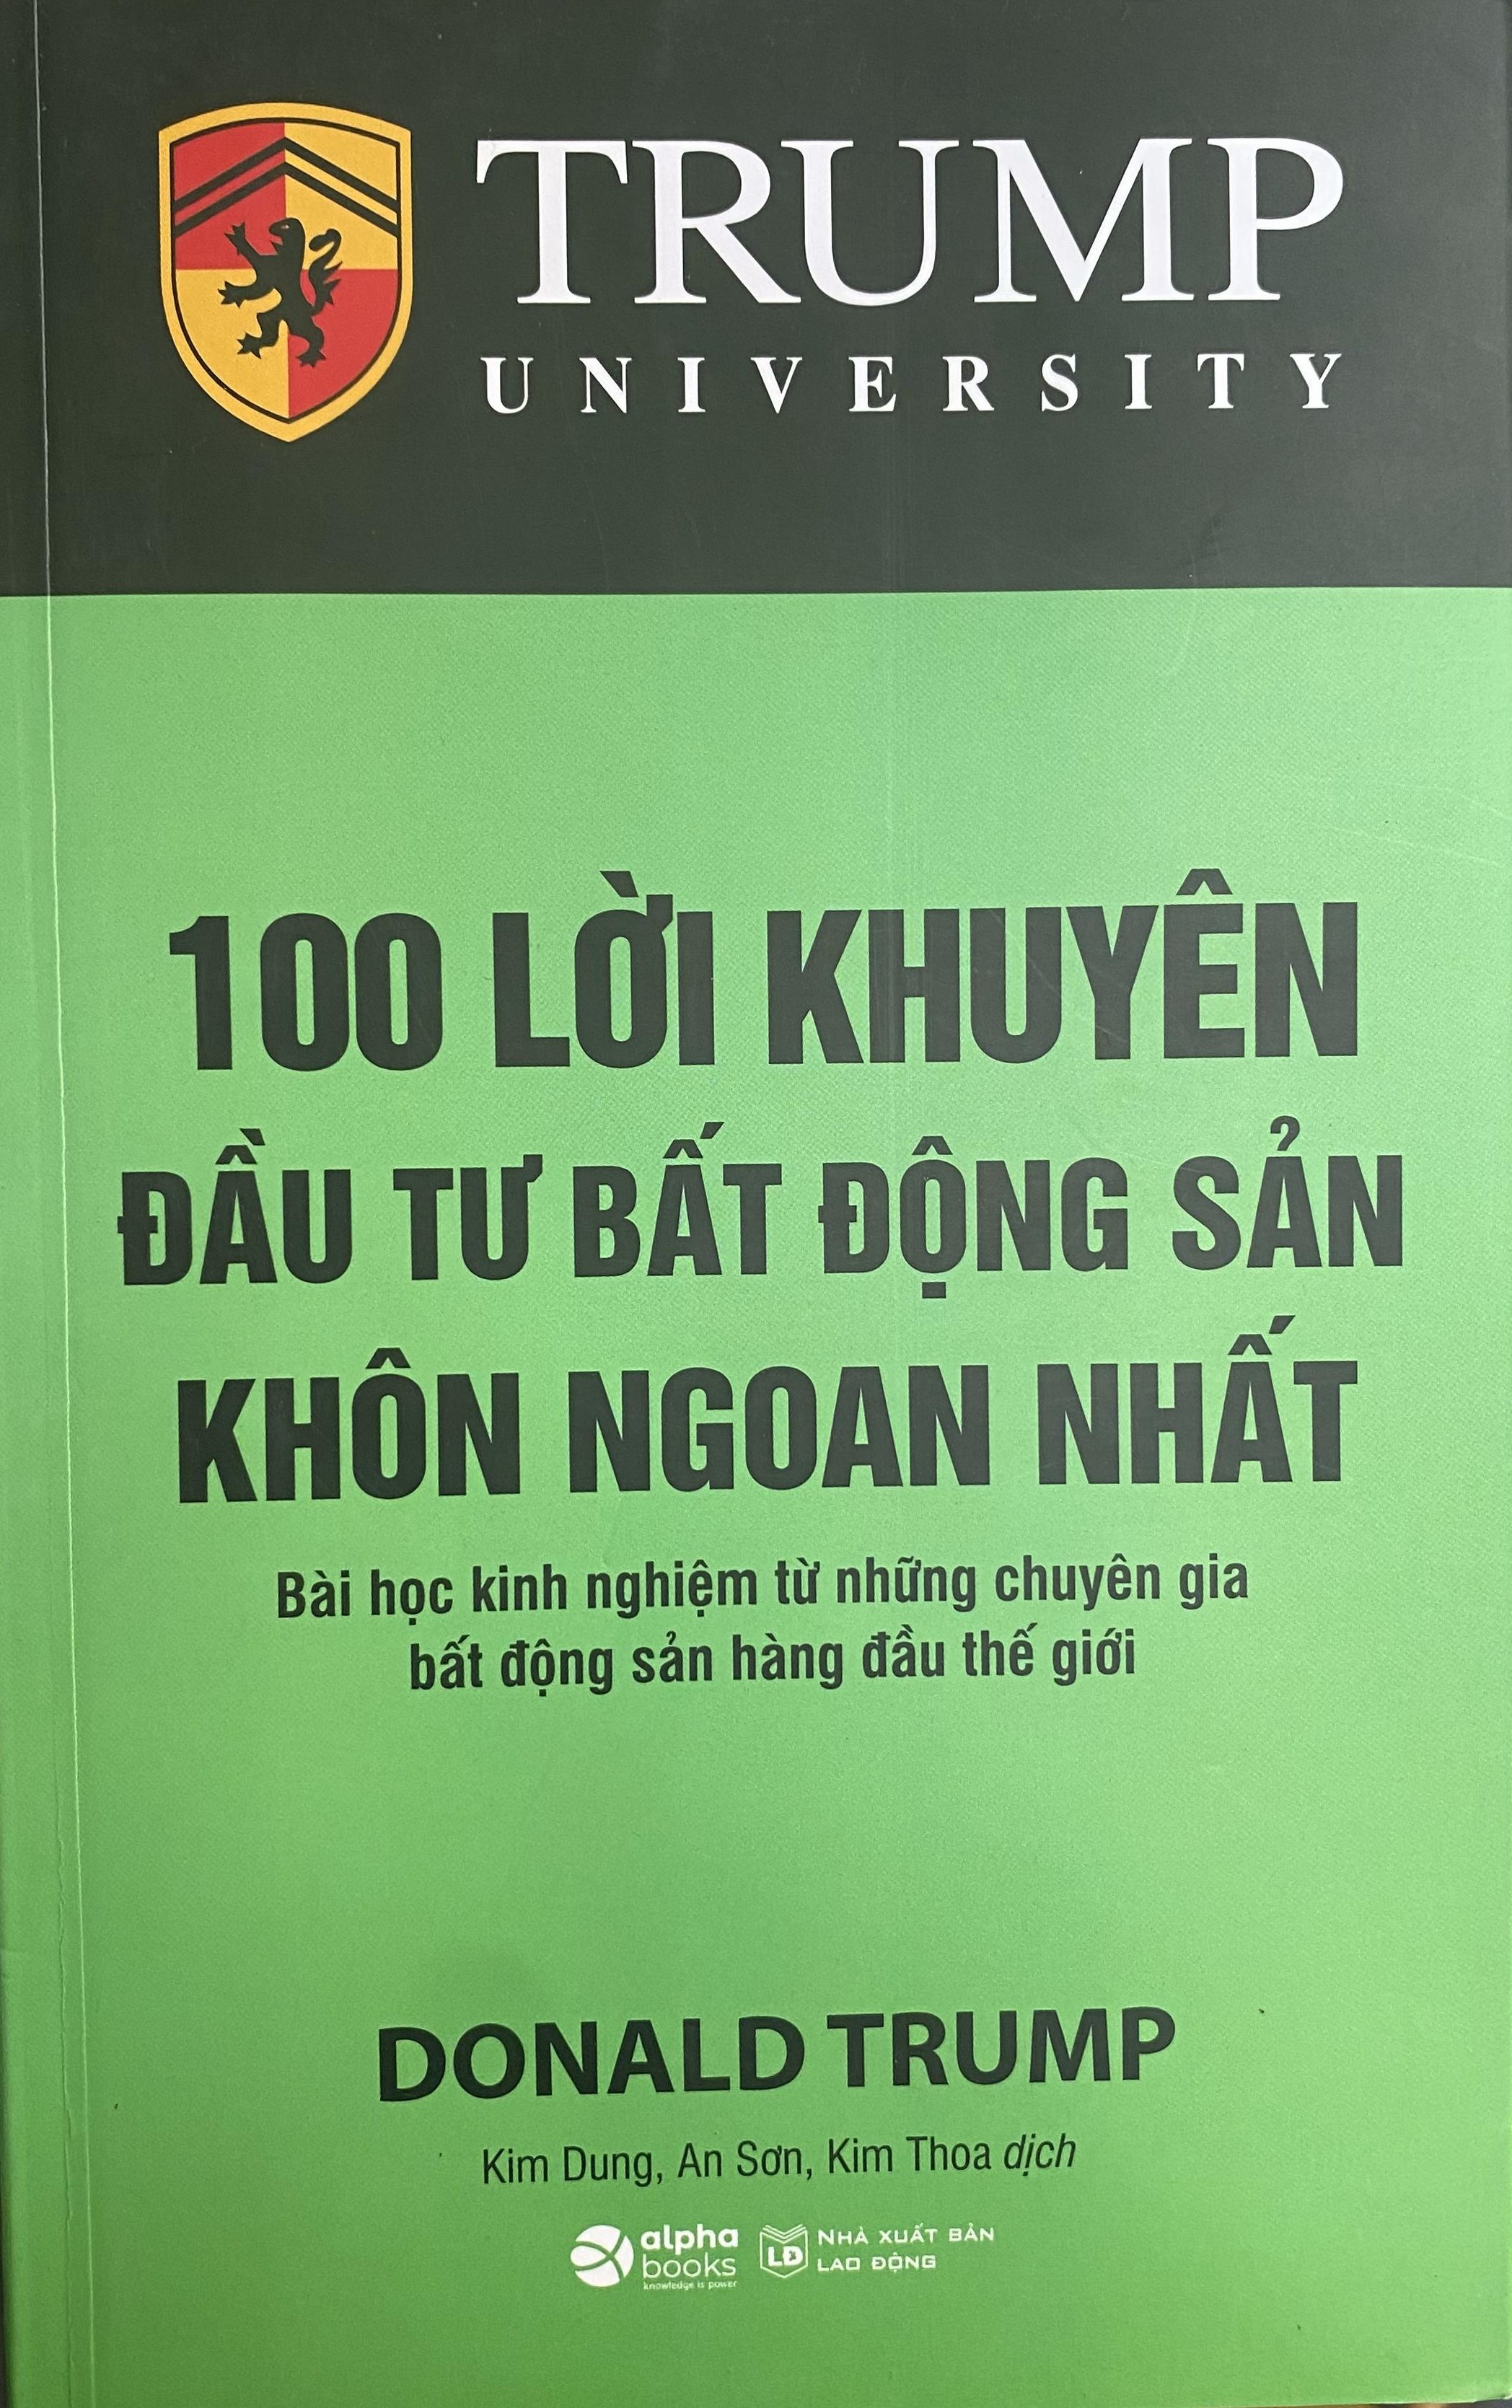 TRUMP
UNIVERSITY
100 LỜI KHUYÊN
ĐẦU TƯ BẤT ĐỘNG SẢN
KHÔN NGOAN NHẤT
Bài học kinh nghiệm từ những chuyên gia
bất động sản hàng đầu thế giới
DONALD TRUMP
Kim Dung, An Sơn, Kim Thoa dịch
alpha
books
knowledge is power
LĐ
NHÀ XUẤT BẢN
LAO ĐỘNG